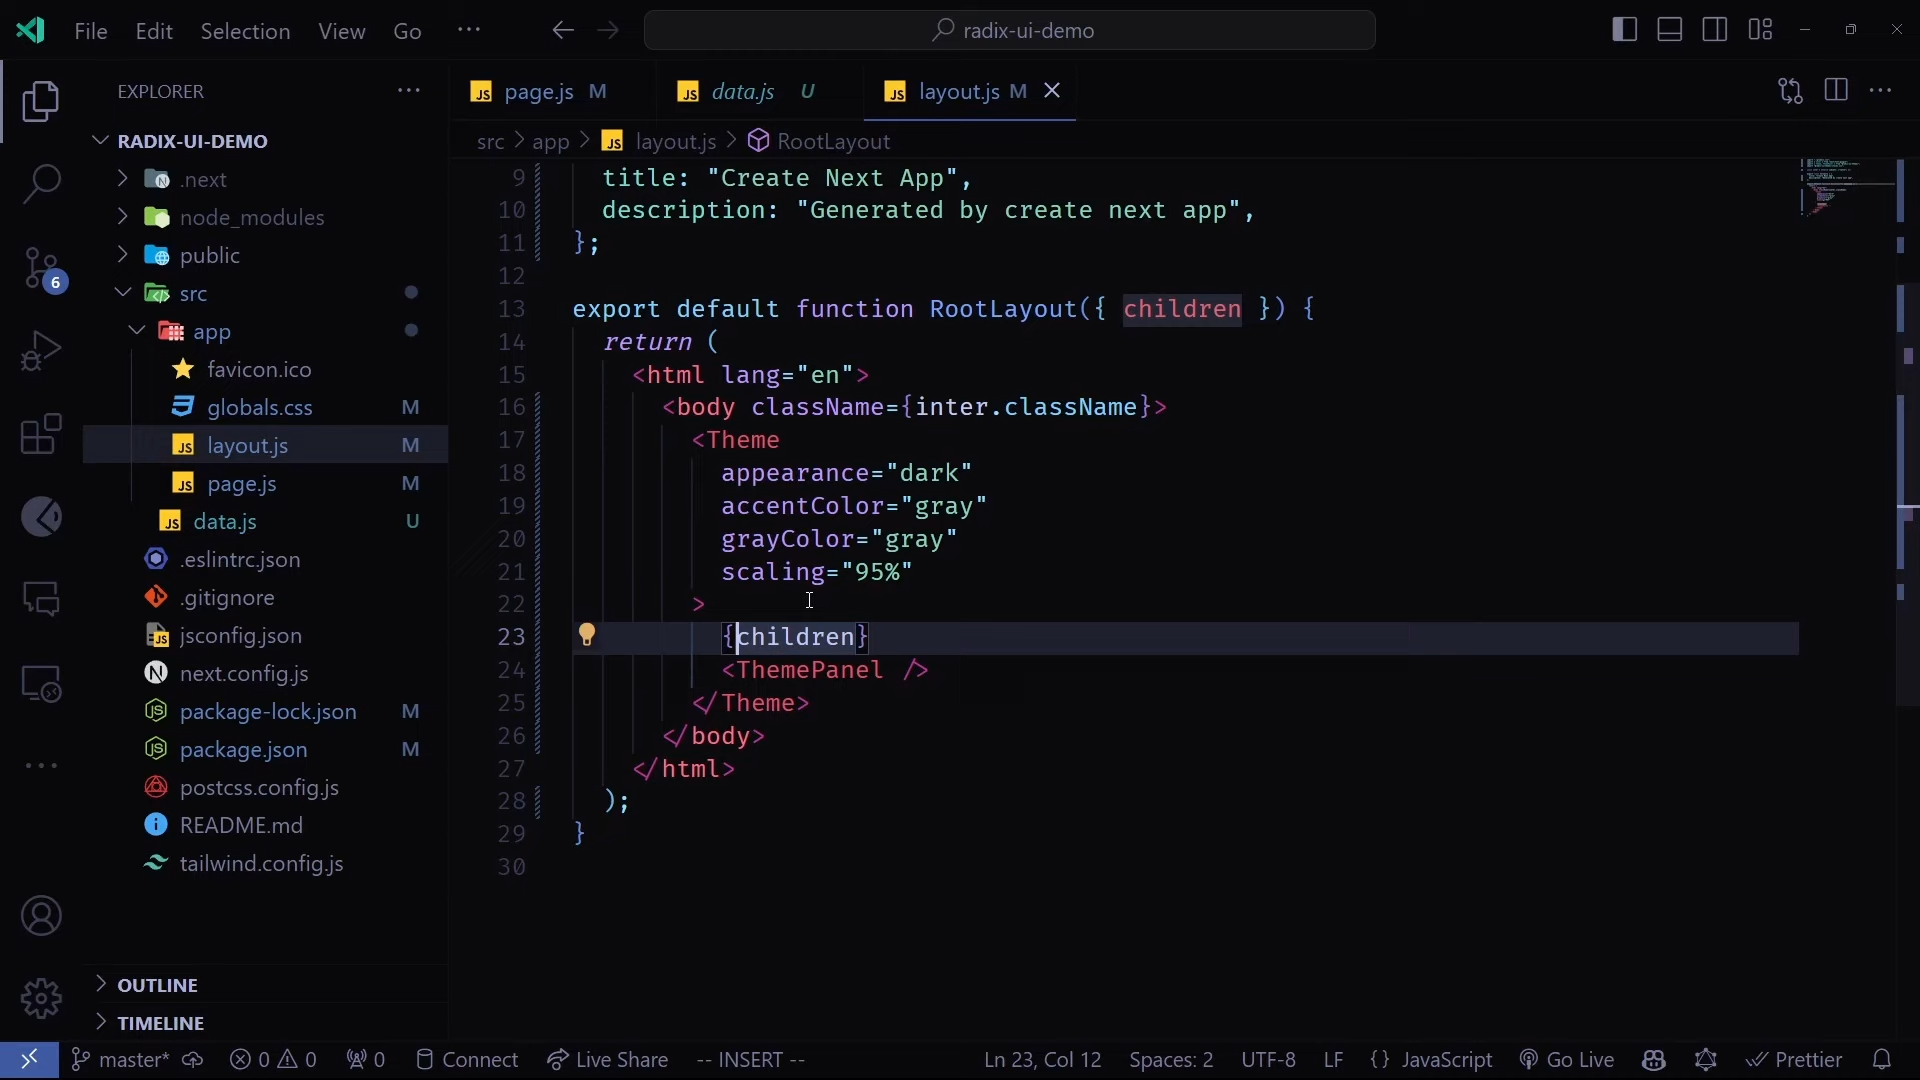 File Edit Selection View Go
radix-ui-demo
EXPLORER
RADIX-UI-DEMO
.next
node_modules
public
src
app
favicon.ico
globals.css M
layout.js M
page.js M
data.js U
.eslintrc.json
.gitignore
jsconfig.json
next.config.js
package-lock.json M
package.json M
postcss.config.js
README.md
tailwind.config.js
OUTLINE
TIMELINE
6
page.js M data.js U layout.js M
src > app > layout.js > RootLayout
9 title: "Create Next App",
10 description: "Generated by create next app",
11 };
12
13 export default function RootLayout({ children }) {
14 return (
15 <html lang="en">
16 <body className={inter.className}>
17 <Theme
18 appearance="dark"
19 accentColor="gray"
20 grayColor="gray"
21 scaling="95%"
22 >
23 {children}
24 <ThemePanel />
25 </Theme>
26 </body>
27 </html>
28 );
29 }
30
master* 0 0 0 Connect Live Share -- INSERT -- Ln 23, Col 12 Spaces: 2 UTF-8 LF {} JavaScript Go Live Prettier